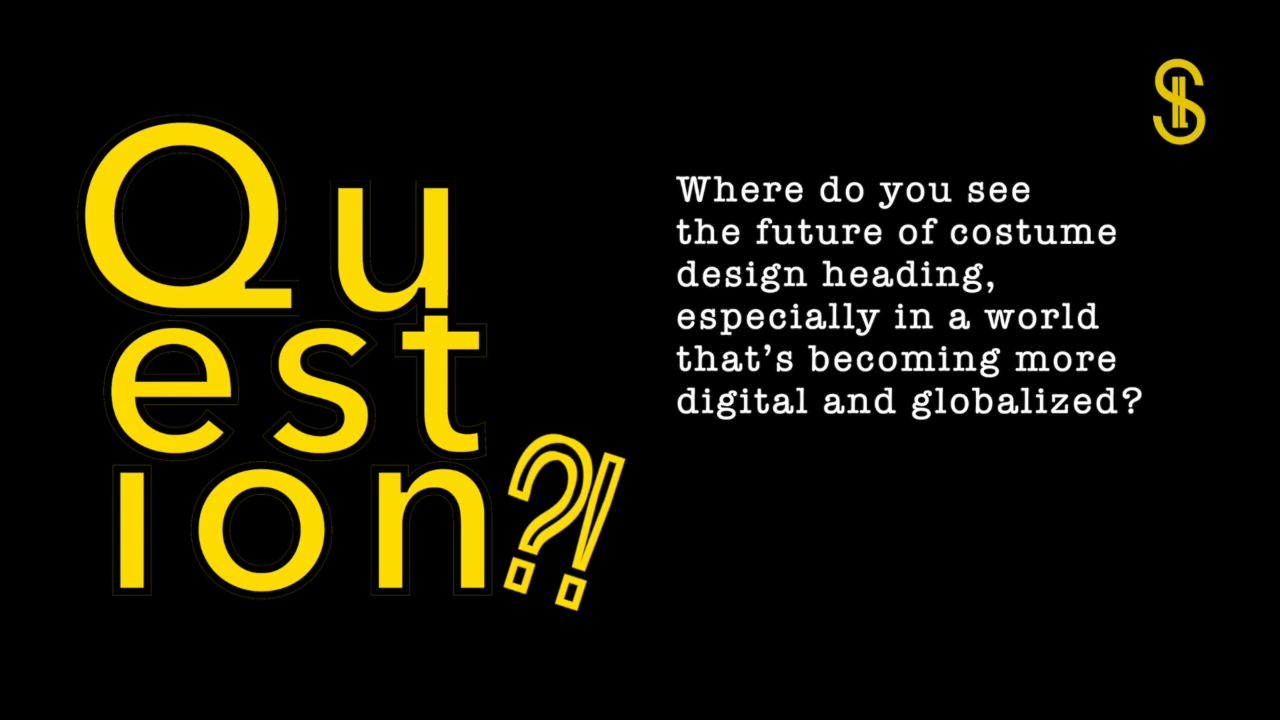 Qu
est
ion?!
Where do you see
the future of costume
design heading,
especially in a world
that’s becoming more
digital and globalized?